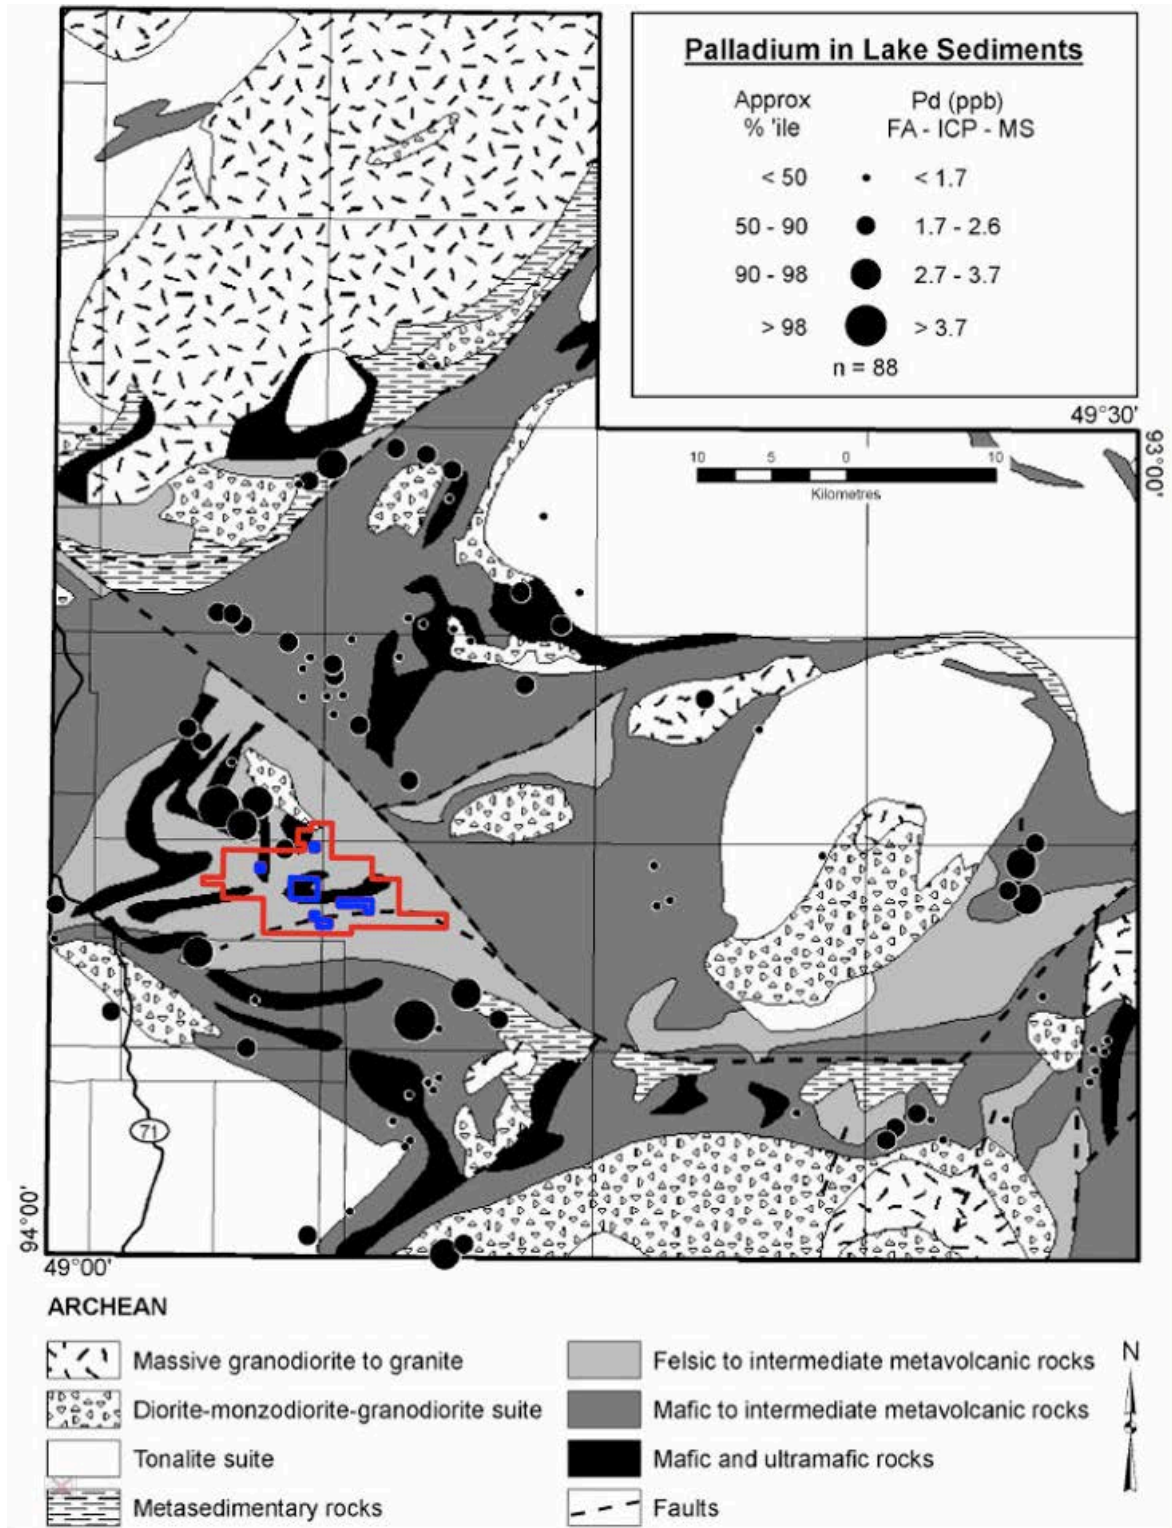 Palladium in Lake Sediments
Approx Pd (ppb)
% 'ile FA - ICP - MS
< 50 < 1.7
50 - 90 1.7 - 2.6
90 - 98 2.7 - 3.7
> 98 > 3.7
n = 88
49°30'
93°00'
10 5 0 10
Kilometres
71
94°00'
49°00'
ARCHEAN
Massive granodiorite to granite
Diorite-monzodiorite-granodiorite suite
Tonalite suite
Metasedimentary rocks
Felsic to intermediate metavolcanic rocks
Mafic to intermediate metavolcanic rocks
Mafic and ultramafic rocks
Faults
N